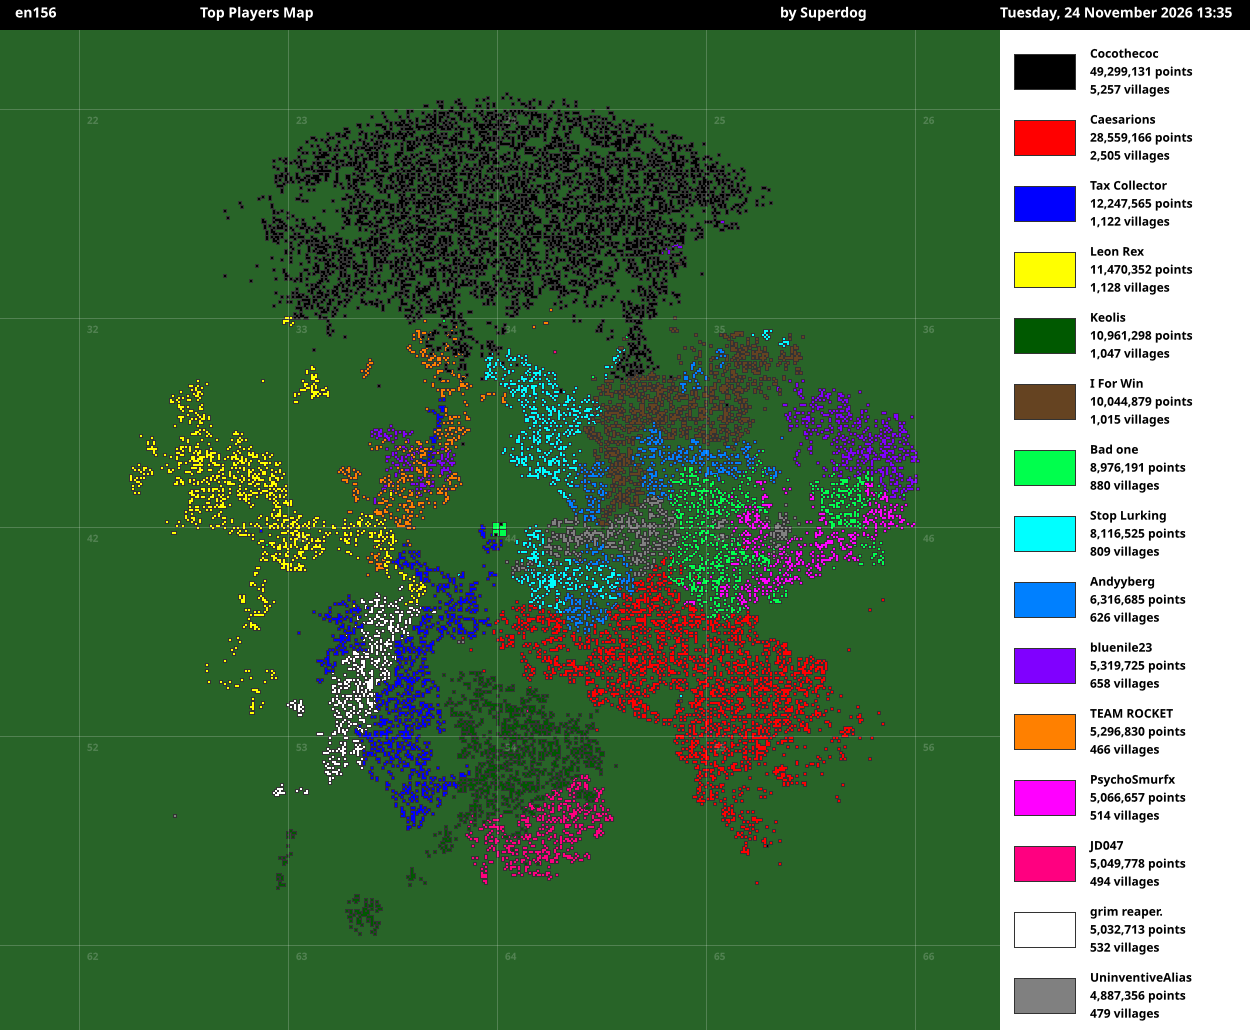 en156 Top Players Map by Superdog Tuesday, 24 November 2026 13:35
22 23 25 26
32 33 34 35 36
42 44 46
52 53 54 45 56
62 63 64 65 66
Cocothecoc
49,299,131 points
5,257 villages
Caesarions
28,559,166 points
2,505 villages
Tax Collector
12,247,565 points
1,122 villages
Leon Rex
11,470,352 points
1,128 villages
Keolis
10,961,298 points
1,047 villages
I For Win
10,044,879 points
1,015 villages
Bad one
8,976,191 points
880 villages
Stop Lurking
8,116,525 points
809 villages
Andyyberg
6,316,685 points
626 villages
bluenile23
5,319,725 points
658 villages
TEAM ROCKET
5,296,830 points
466 villages
PsychoSmurfx
5,066,657 points
514 villages
JD047
5,049,778 points
494 villages
grim reaper.
5,032,713 points
532 villages
UninventiveAlias
4,887,356 points
479 villages